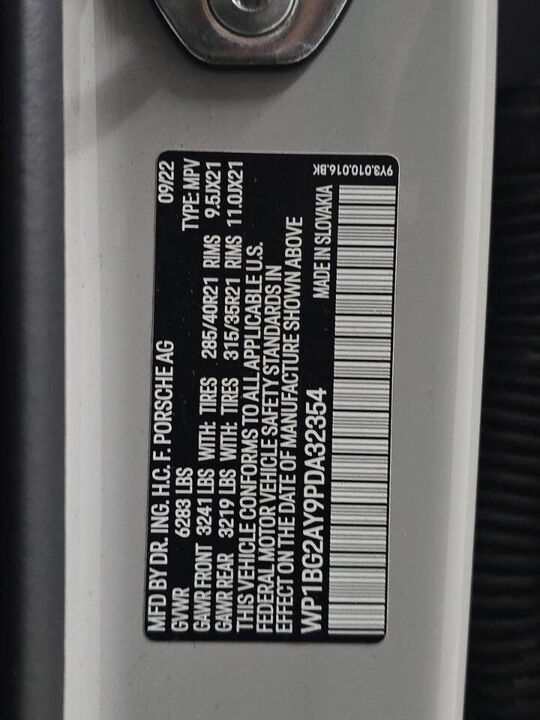 MFD BY DR. ING. H.C. F. PORSCHE AG 09/22
GVWR 6283 LBS TYPE: MPV
GAWR FRONT 3241 LBS WITH: TIRES 285/40R21 RIMS 9.5JX21
GAWR REAR 3219 LBS WITH: TIRES 315/35R21 RIMS 11.0JX21
THIS VEHICLE CONFORMS TO ALL APPLICABLE U.S.
FEDERAL MOTOR VEHICLE SAFETY STANDARDS IN
EFFECT ON THE DATE OF MANUFACTURE SHOWN ABOVE
WP1BG2AY9PDA32354 MADE IN SLOVAKIA
9Y3.010.016.BK